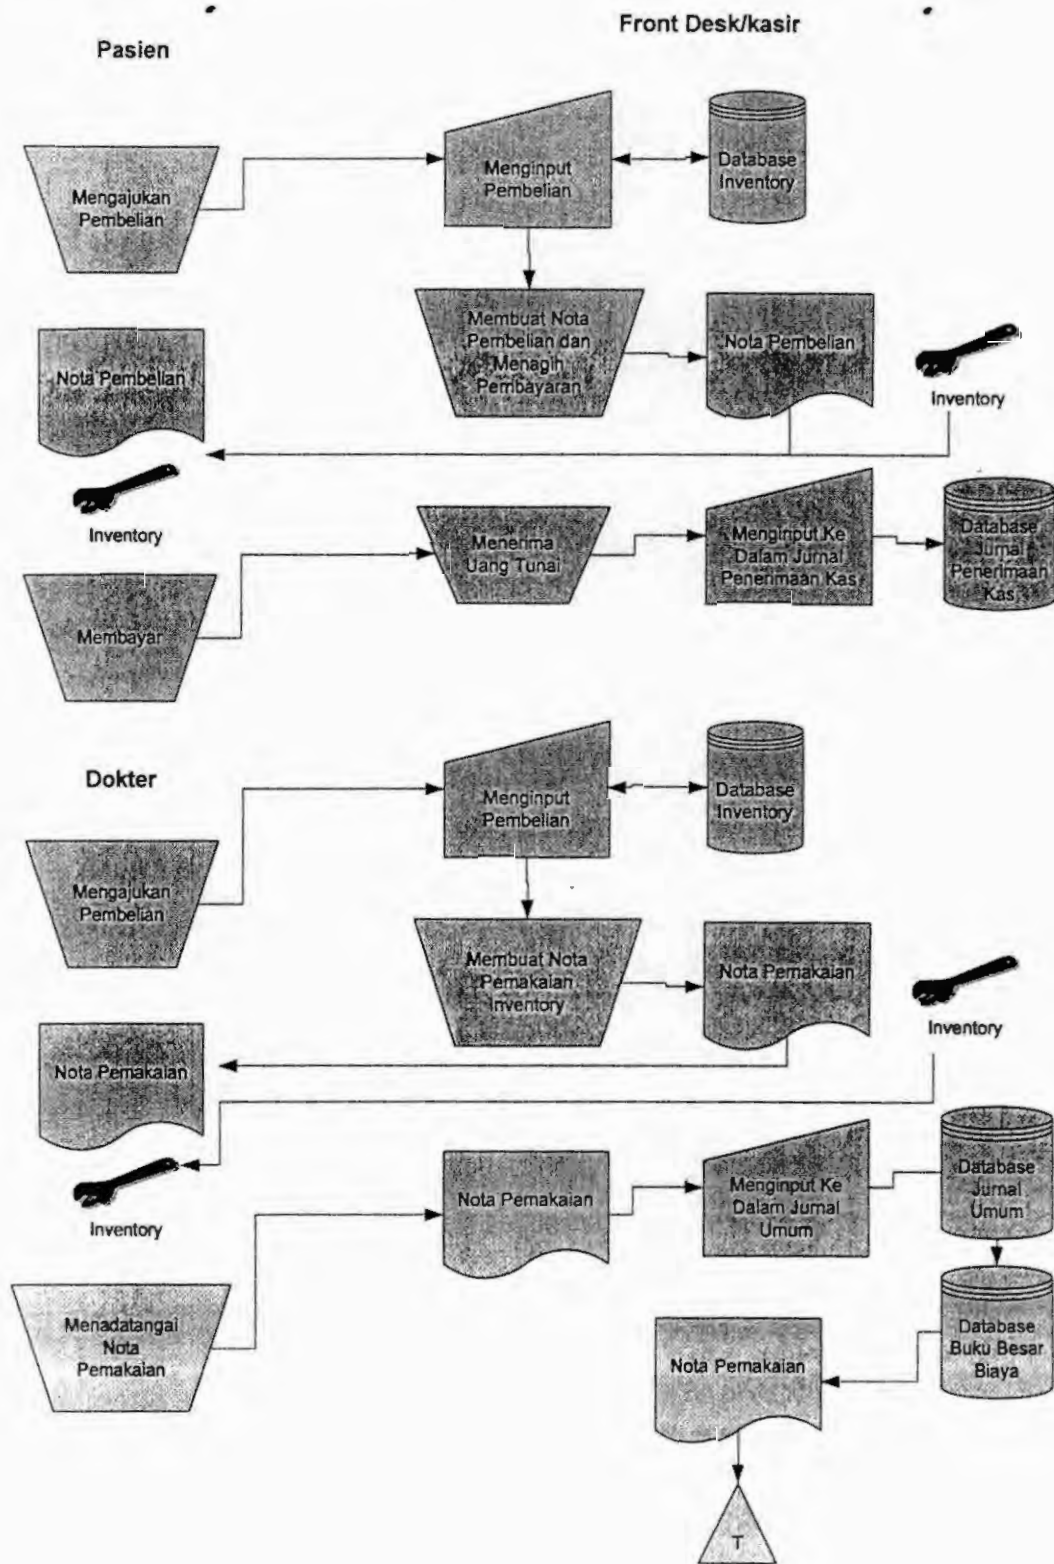 Front Desk/kasir
Pasien
Mengajukan
Pembelian
Menginput
Pembelian
Database
Inventory
Membuat Nota
Pembelian dan
Menagih
Pembayaran
Nota Pembelian
Inventory
Nota Pembelian
Inventory
Membayar
Menerima
Uang Tunai
Menginput Ke
Dalam Jurnal
Penerimaan Kas
Database
Jurnal
Penerimaan
Kas
Dokter
Mengajukan
Pembelian
Menginput
Pembelian
Database
Inventory
Membuat Nota
Pemakaian
Inventory
Nota Pemakaian
Inventory
Nota Pemakaian
Inventory
Menadatangai
Nota
Pemakaian
Nota Pemakaian
Menginput Ke
Dalam Jurnal
Umum
Database
Jurnal
Umum
Database
Buku Besar
Biaya
Nota Pemakaian
T